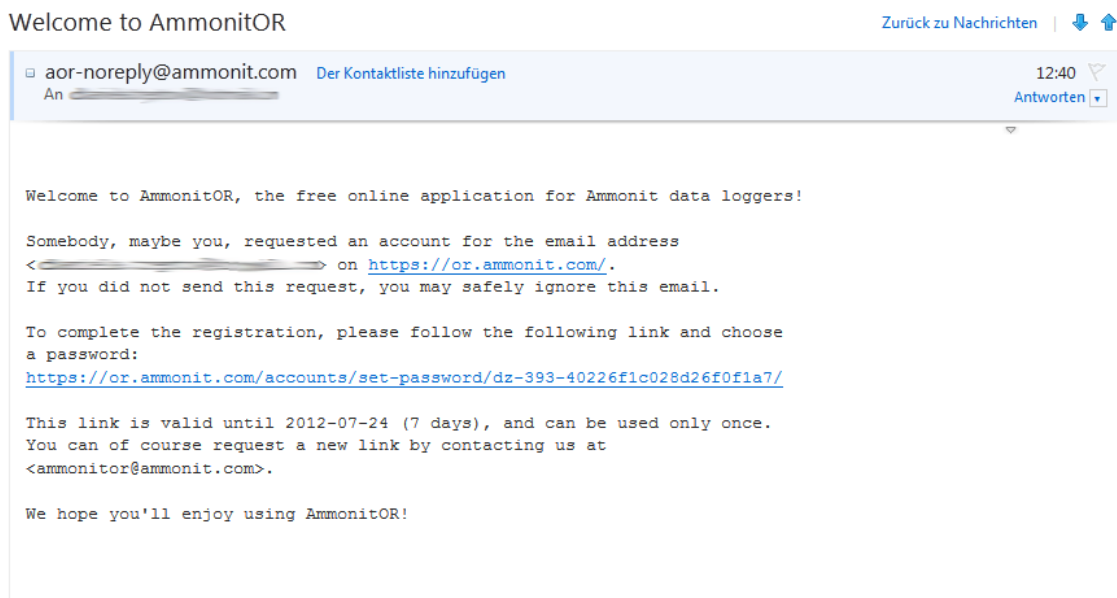 Welcome to AmmonitOR
Zurück zu Nachrichten
aor-noreply@ammonit.com Der Kontaktliste hinzufügen
12:40
An
Antworten
Welcome to AmmonitOR, the free online application for Ammonit data loggers!
Somebody, maybe you, requested an account for the email address
< > on https://or.ammonit.com/.
If you did not send this request, you may safely ignore this email.
To complete the registration, please follow the following link and choose
a password:
https://or.ammonit.com/accounts/set-password/dz-393-40226f1c028d26f0f1a7/
This link is valid until 2012-07-24 (7 days), and can be used only once.
You can of course request a new link by contacting us at
<ammonitor@ammonit.com>.
We hope you'll enjoy using AmmonitOR!